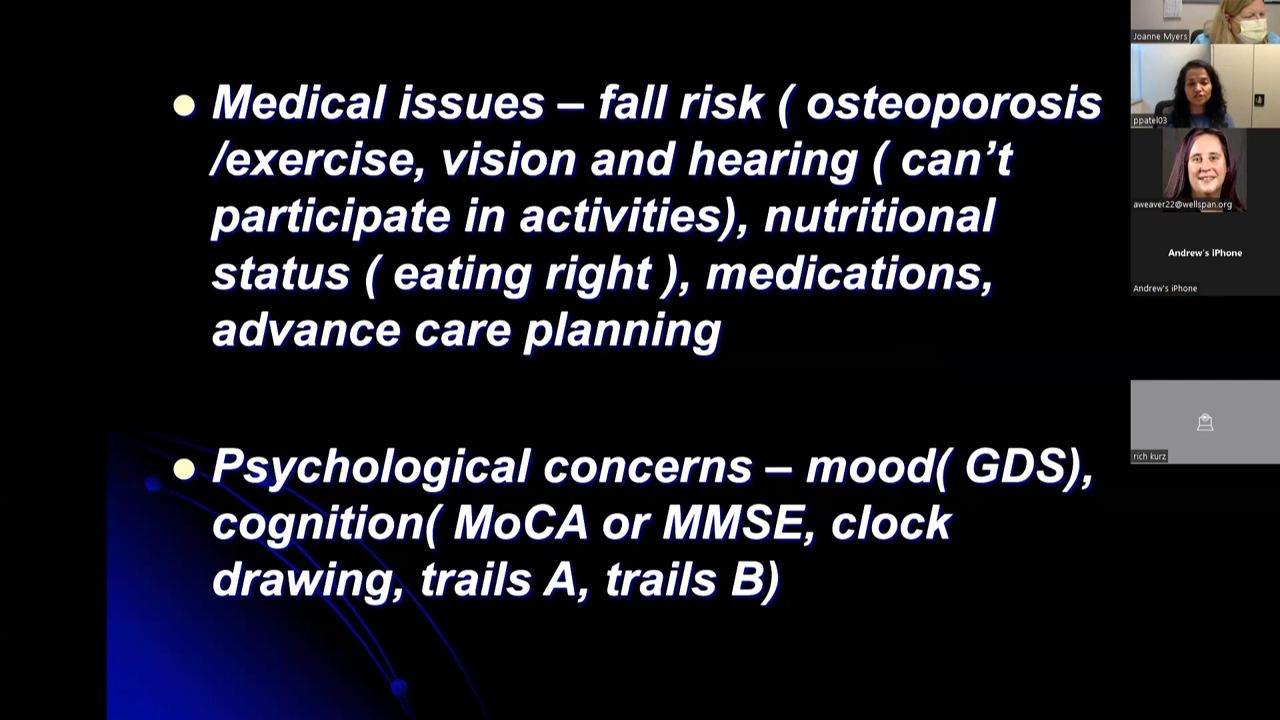 Medical issues – fall risk ( osteoporosis
/exercise, vision and hearing ( can’t
participate in activities), nutritional
status ( eating right ), medications,
advance care planning
Psychological concerns – mood( GDS),
cognition( MoCA or MMSE, clock
drawing, trails A, trails B)
Joanne Myers
ppatel03
aweaver22@wellspan.org
Andrew's iPhone
Andrew's iPhone
rich kurz